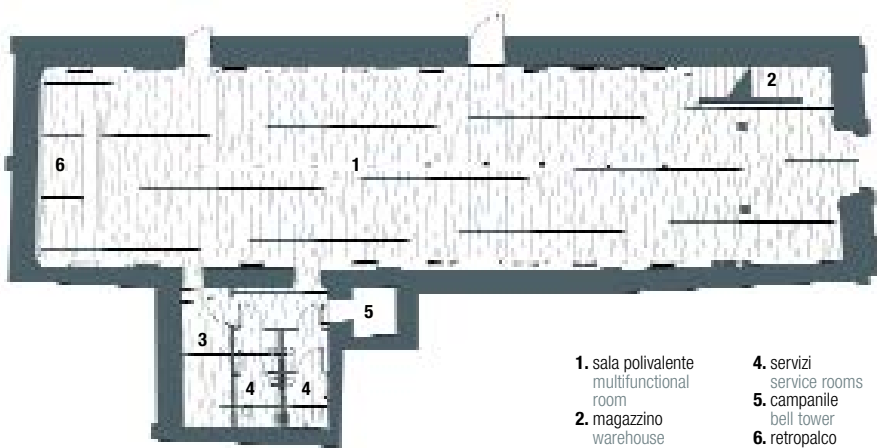 2
6
1
5
3
4
4
1. sala polivalente
multifunctional
room
2. magazzino
warehouse
4. servizi
service rooms
5. campanile
bell tower
6. retropalco